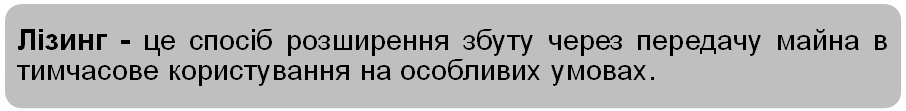 Лізинг - це спосіб розширення збуту через передачу майна в
тимчасове користування на особливих умовах.